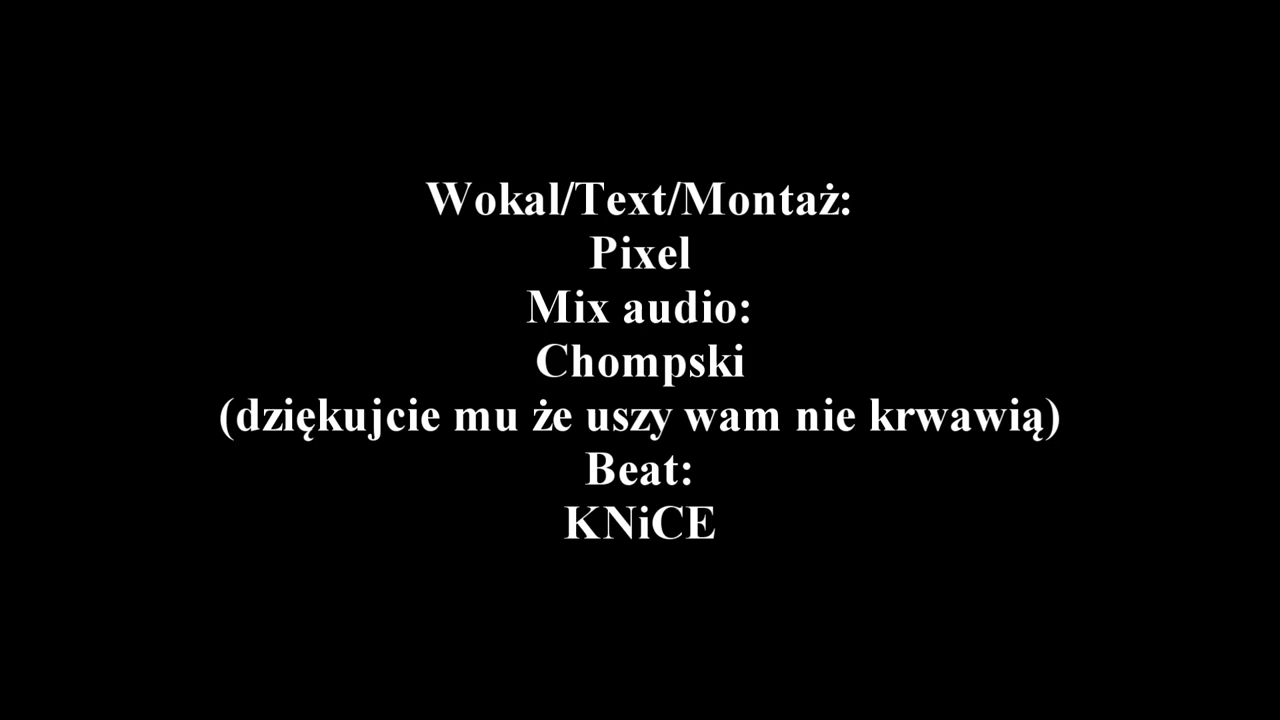 Wokal/Text/Montaż:
Pixel
Mix audio:
Chompski
(dziękujcie mu że uszy wam nie krwawią)
Beat:
KNiCE